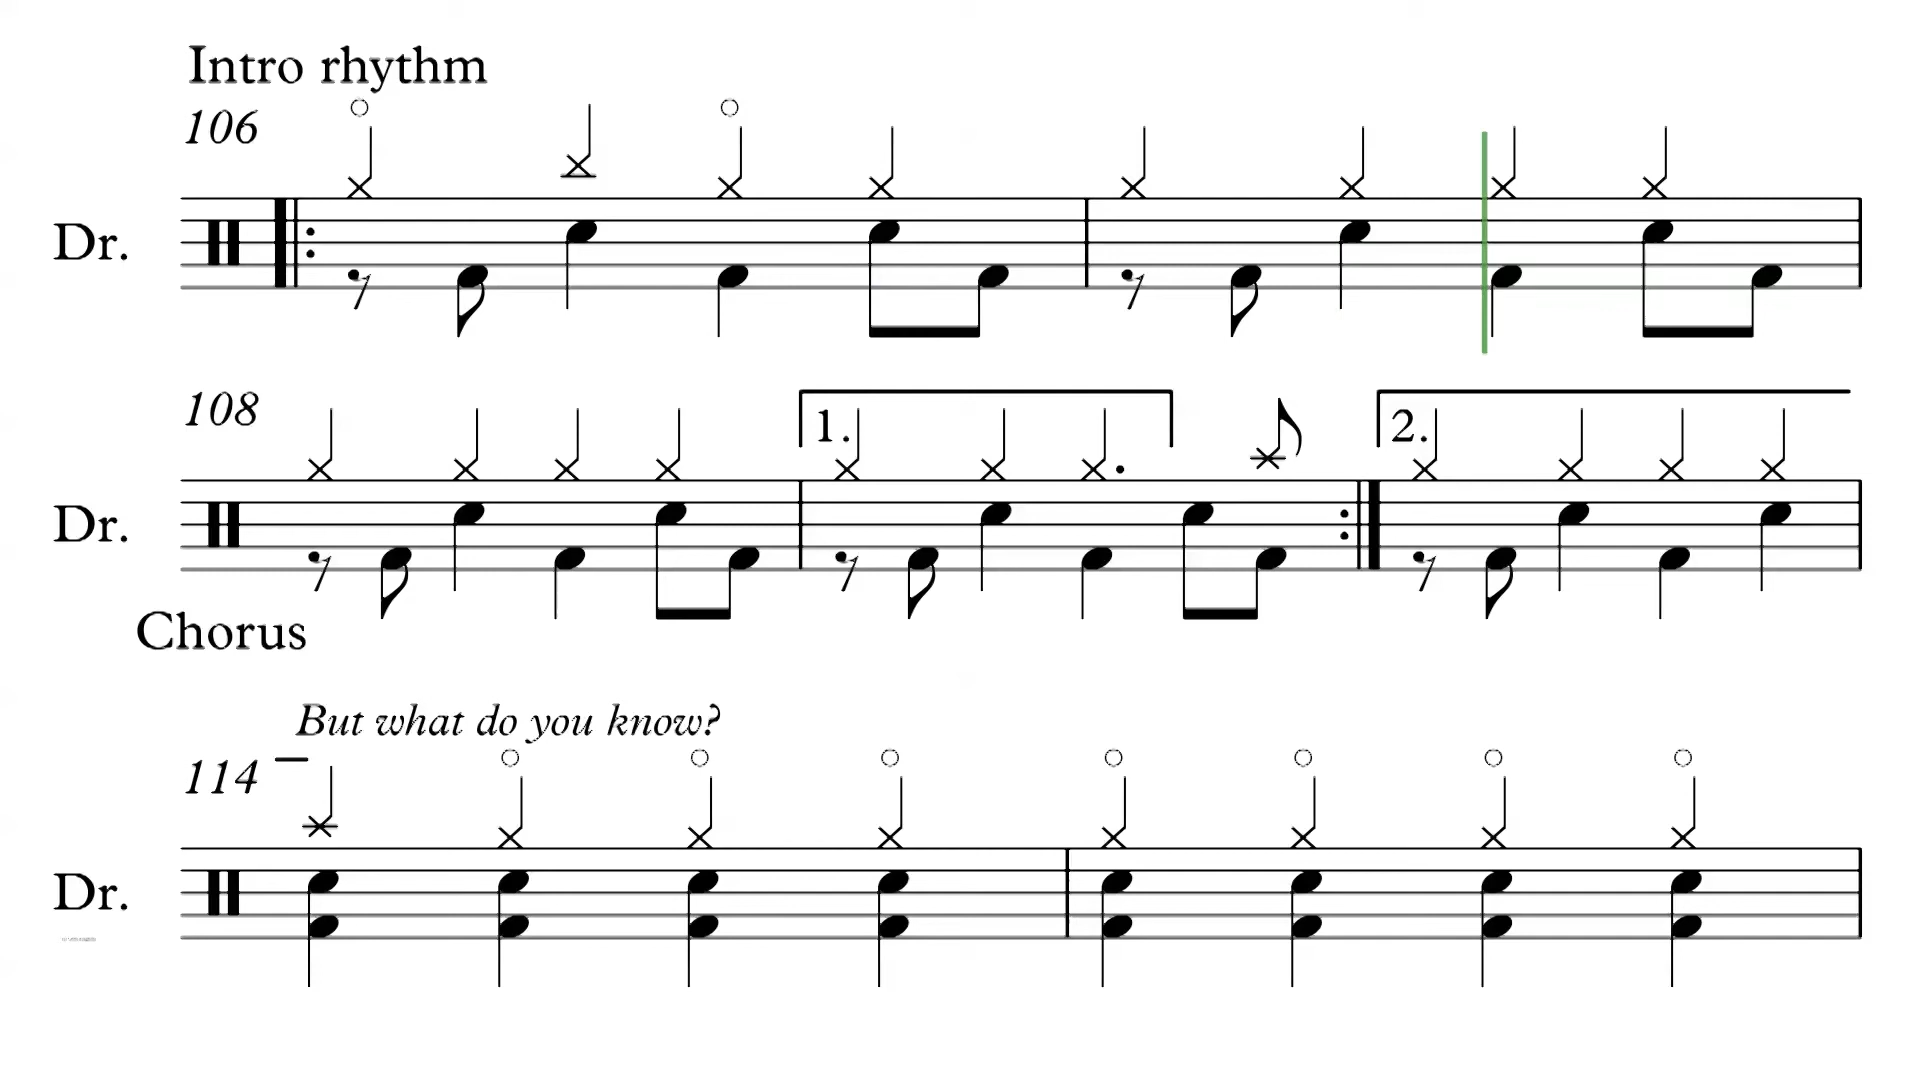 Intro rhythm
106
Dr.
108
1.
2.
Dr.
Chorus
But what do you know?
114
Dr.